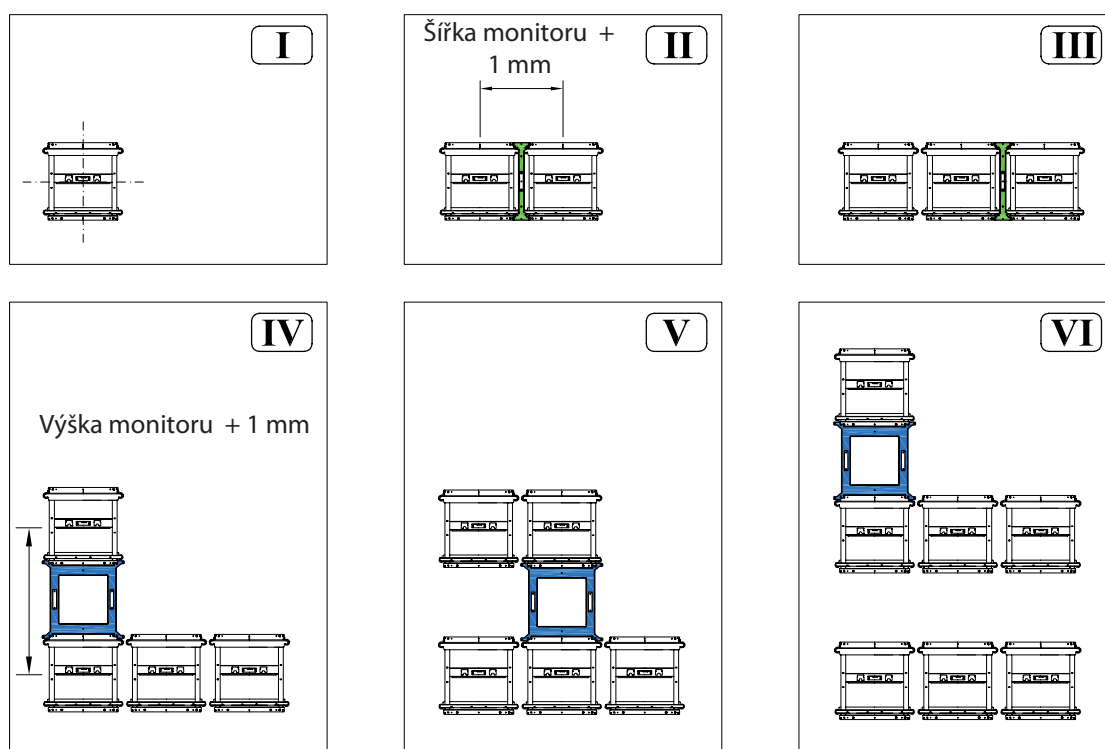 I
Šířka monitoru +
1 mm
II
III
IV
Výška monitoru + 1 mm
V
VI